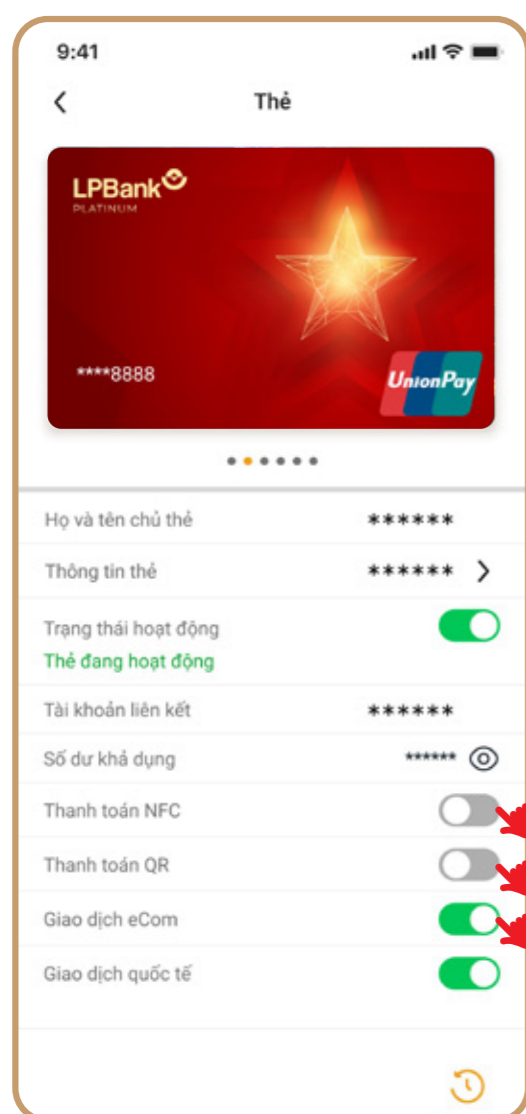 9:41
Thẻ
LPBank
PLATINUM
****8888
UnionPay
Họ và tên chủ thẻ ******
Thông tin thẻ ******
Trạng thái hoạt động
Thẻ đang hoạt động
Tài khoản liên kết ******
Số dư khả dụng ******
Thanh toán NFC
Thanh toán QR
Giao dịch eCom
Giao dịch quốc tế